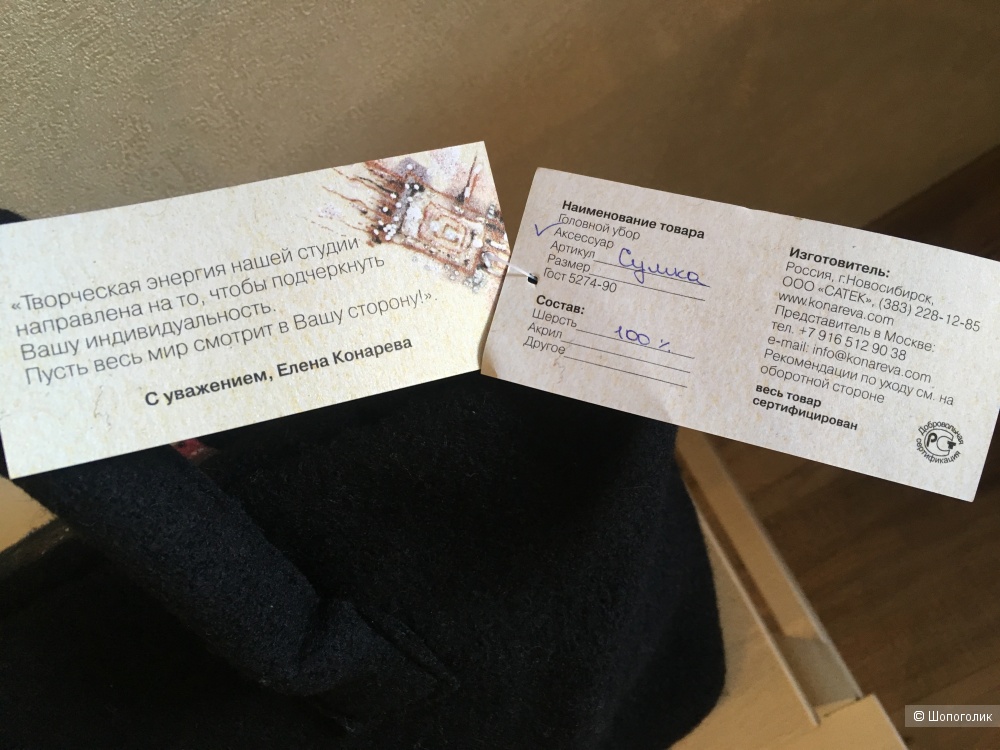 «Творческая энергия нашей студии
направлена на то, чтобы подчеркнуть
Вашу индивидуальность.
Пусть весь мир смотрит в Вашу сторону!».
С уважением, Елена Конарева
Наименование товара
Головной убор
Аксессуар
Артикул Сумка
Размер
Гост 5274-90
Состав:
Шерсть 100 %
Акрил
Другое
Изготовитель:
Россия, г.Новосибирск,
ООО «САТЕК», (383) 228-12-85
www.konareva.com
Представитель в Москве:
тел. +7 916 512 90 38
e-mail: info@konareva.com
Рекомендации по уходу см. на
оборотной стороне
весь товар
сертифицирован
Добровольная
РСТ
сертификация
© Шопоголик